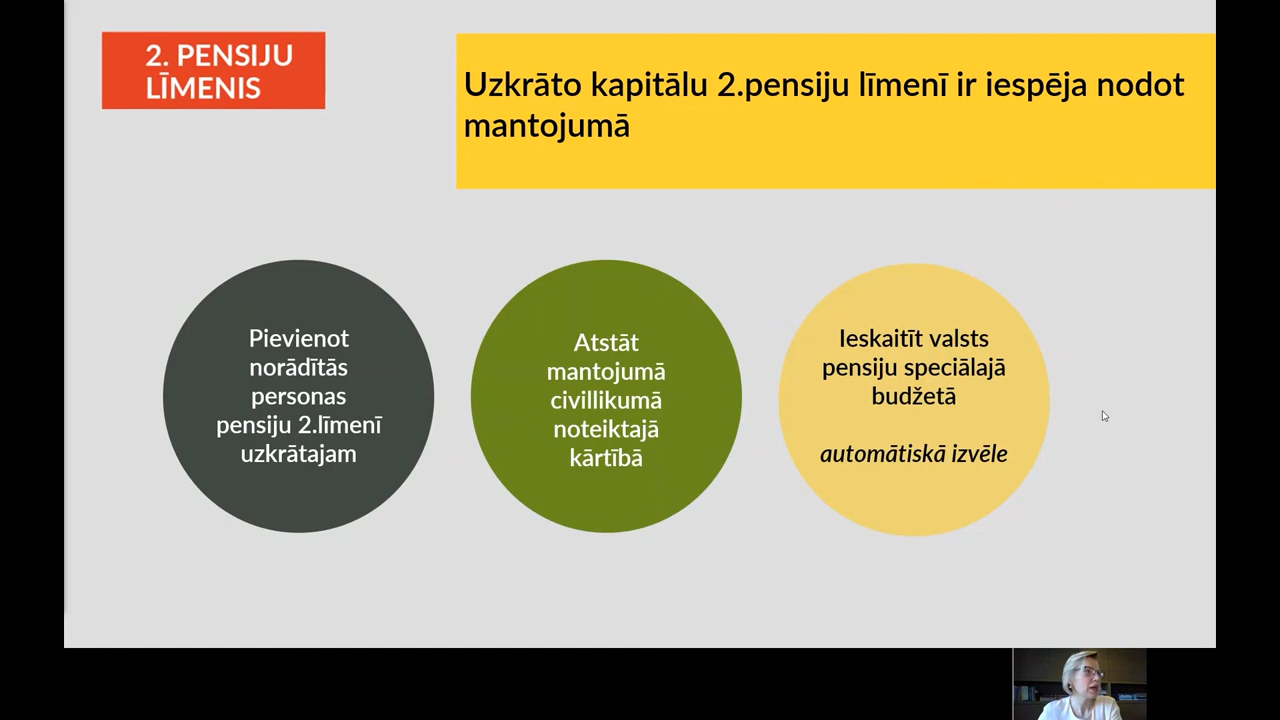 2. PENSIJU
LĪMENIS
Uzkrāto kapitālu 2.pensiju līmenī ir iespēja nodot
mantojumā
Pievienot
norādītās
personas
pensiju 2.līmenī
uzkrātajam
Atstāt
mantojumā
civillikumā
noteiktajā
kārtībā
Ieskaitīt valsts
pensiju speciālajā
budžetā
automātiskā izvēle